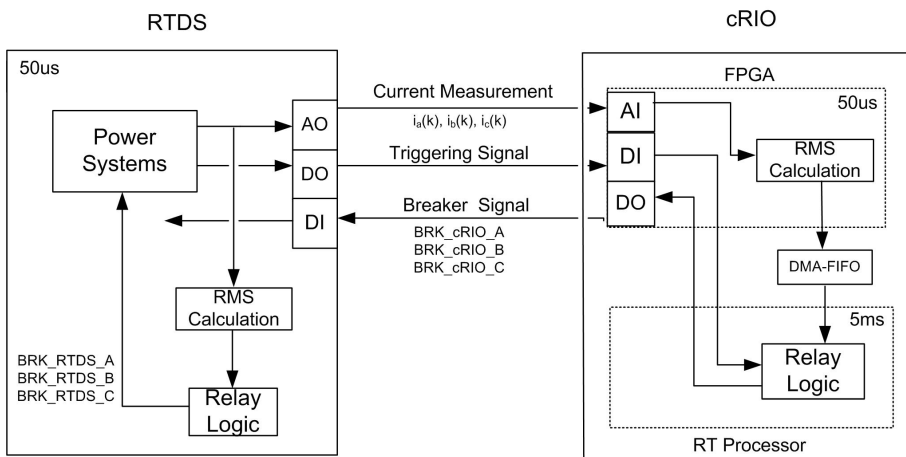 RTDS
cRIO
50us
Power
Systems
AO
DO
DI
Current Measurement
iₐ(k), i_b(k), i_c(k)
Triggering Signal
Breaker Signal
BRK_cRIO_A
BRK_cRIO_B
BRK_cRIO_C
RMS
Calculation
BRK_RTDS_A
BRK_RTDS_B
BRK_RTDS_C
Relay
Logic
FPGA
50us
AI
DI
DO
RMS
Calculation
DMA-FIFO
5ms
Relay
Logic
RT Processor